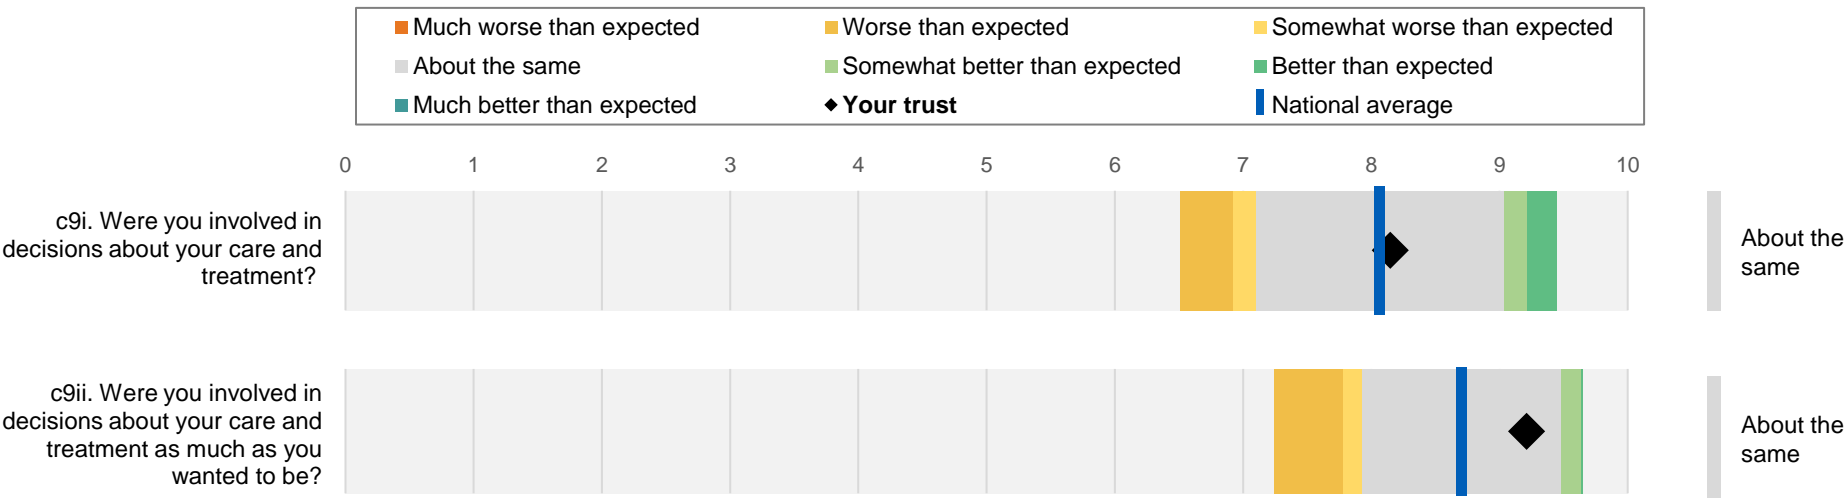 Much worse than expected
Worse than expected
Somewhat worse than expected
About the same
Somewhat better than expected
Better than expected
Much better than expected
Your trust
National average
0 1 2 3 4 5 6 7 8 9 10
c9i. Were you involved in
decisions about your care and
treatment?
About the
same
c9ii. Were you involved in
decisions about your care and
treatment as much as you
wanted to be?
About the
same